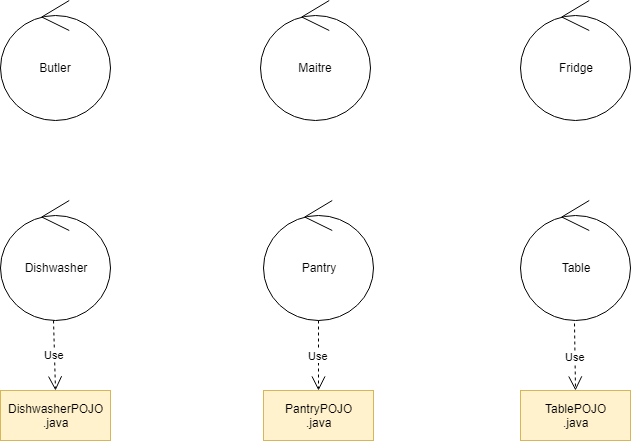 Butler
Maitre
Fridge
Dishwasher
Pantry
Table
Use
Use
Use
DishwasherPOJO
.java
PantryPOJO
.java
TablePOJO
.java